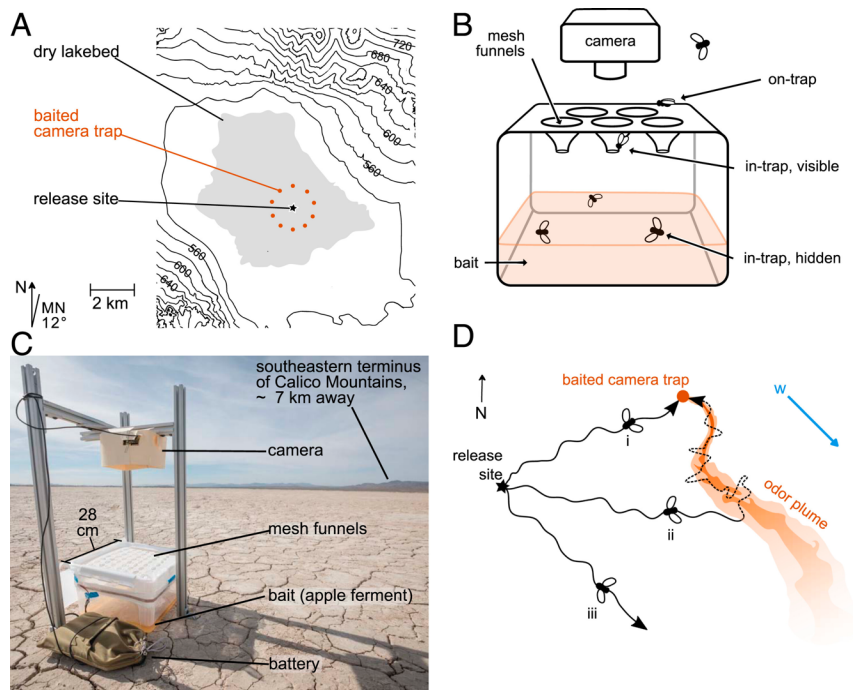 A
dry lakebed
baited
camera trap
release site
720
680
640
600
560
560
600
640
N
MN
12°
2 km
B
mesh
funnels
camera
on-trap
in-trap, visible
in-trap, hidden
bait
C
southeastern terminus
of Calico Mountains,
~ 7 km away
camera
28
cm
mesh funnels
bait (apple ferment)
battery
D
N
baited camera trap
W
release
site
i
ii
iii
odor plume